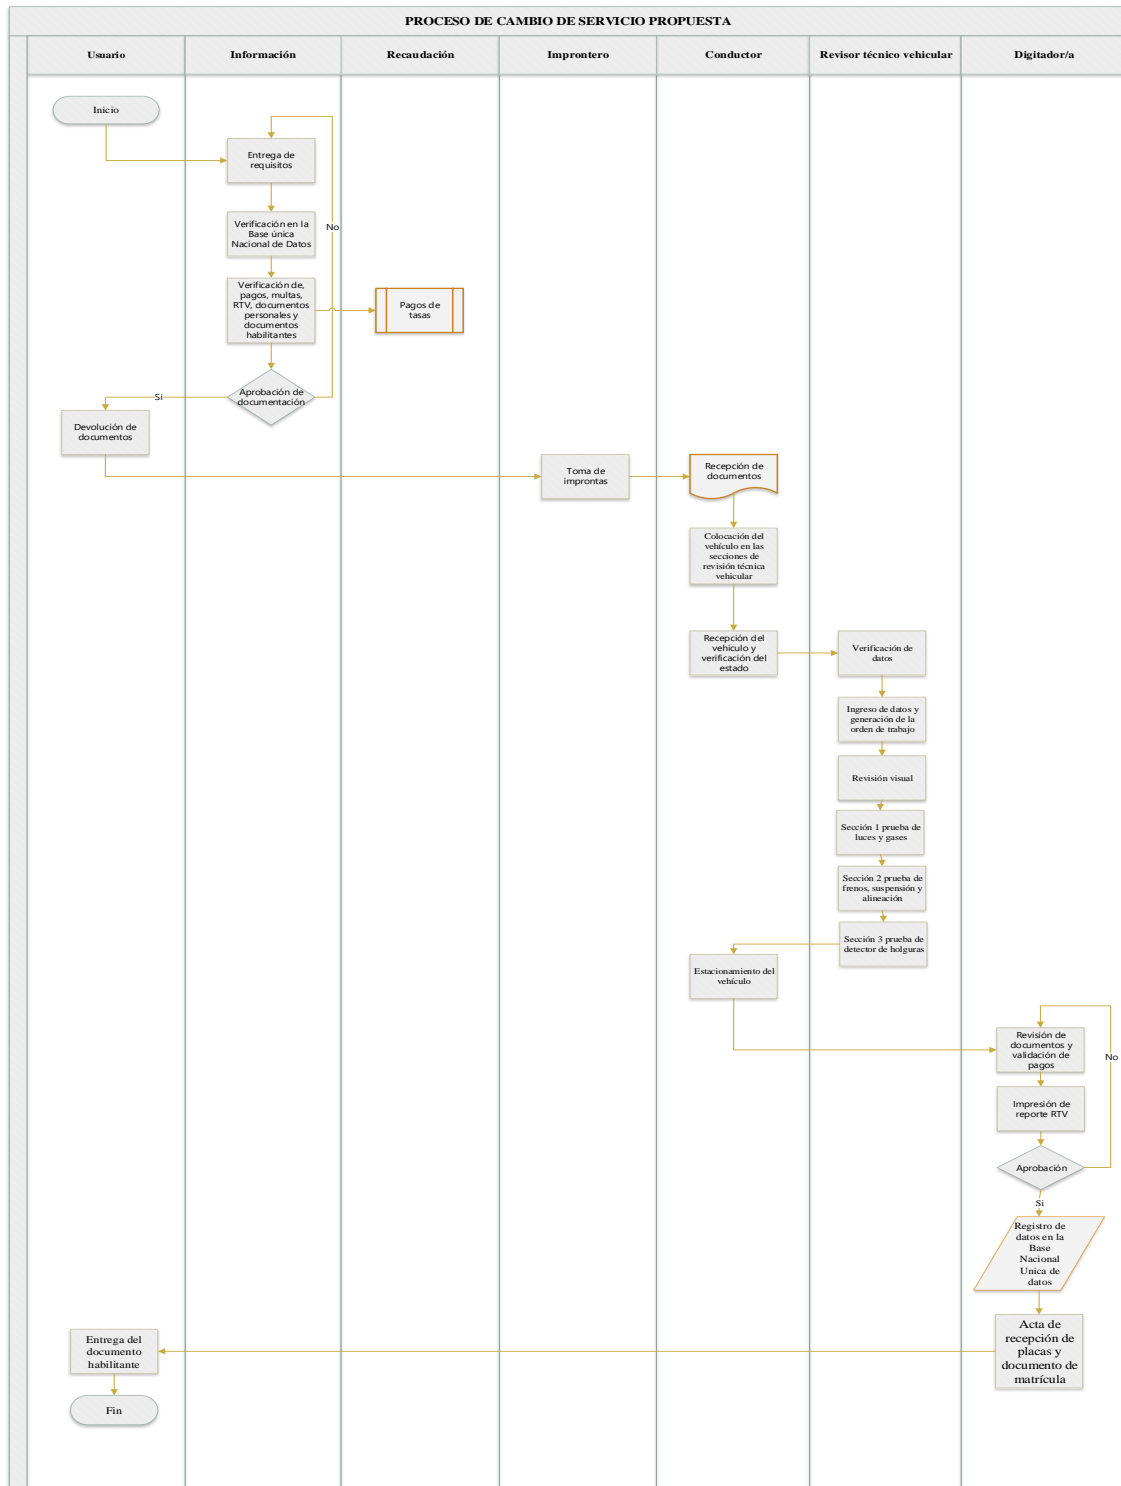 PROCESO DE CAMBIO DE SERVICIO PROPUESTA
Usuario
Información
Recaudación
Improntero
Conductor
Revisor técnico vehicular
Digitador/a
Inicio
Entrega de
requisitos
Verificación en la
Base única
Nacional de Datos
No
Verificación de,
pagos, multas,
RTV, documentos
personales y
documentos
habilitantes
Pagos de
tasas
Aprobación de
documentación
Si
Devolución de
documentos
Toma de
improntas
Recepción de
documentos
Colocación del
vehículo en las
secciones de
revisión técnica
vehicular
Recepción del
vehículo y
verificación del
estado
Verificación de
datos
Ingreso de datos y
generación de la
orden de trabajo
Revisión visual
Sección 1 prueba de
luces y gases
Sección 2 prueba de
frenos, suspensión y
alineación
Sección 3 prueba de
detector de holguras
Estacionamiento del
vehículo
Revisión de
documentos y
validación de
pagos
No
Impresión de
reporte RTV
Aprobación
Si
Registro de
datos en la
Base
Nacional
Unica de
datos
Acta de
recepción de
placas y
documento de
matrícula
Entrega del
documento
habilitante
Fin